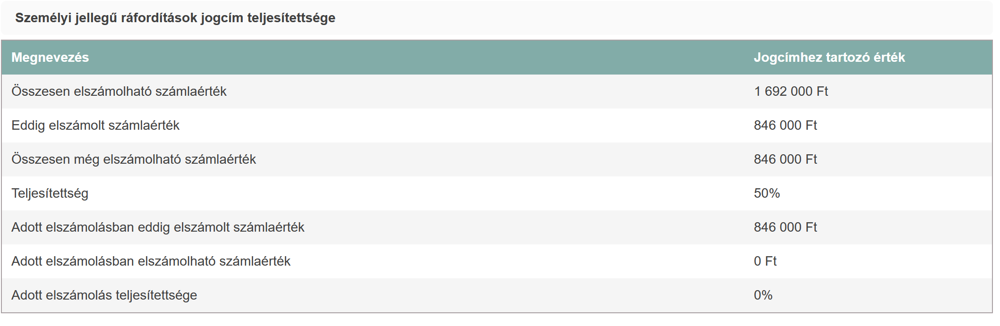 Személyi jellegű ráfordítások jogcím teljesítettsége
Megnevezés Jogcímhez tartozó érték
Összesen elszámolható számlaérték 1 692 000 Ft
Eddig elszámolt számlaérték 846 000 Ft
Összesen még elszámolható számlaérték 846 000 Ft
Teljesítettség 50%
Adott elszámolásban eddig elszámolt számlaérték 846 000 Ft
Adott elszámolásban elszámolható számlaérték 0 Ft
Adott elszámolás teljesítettsége 0%